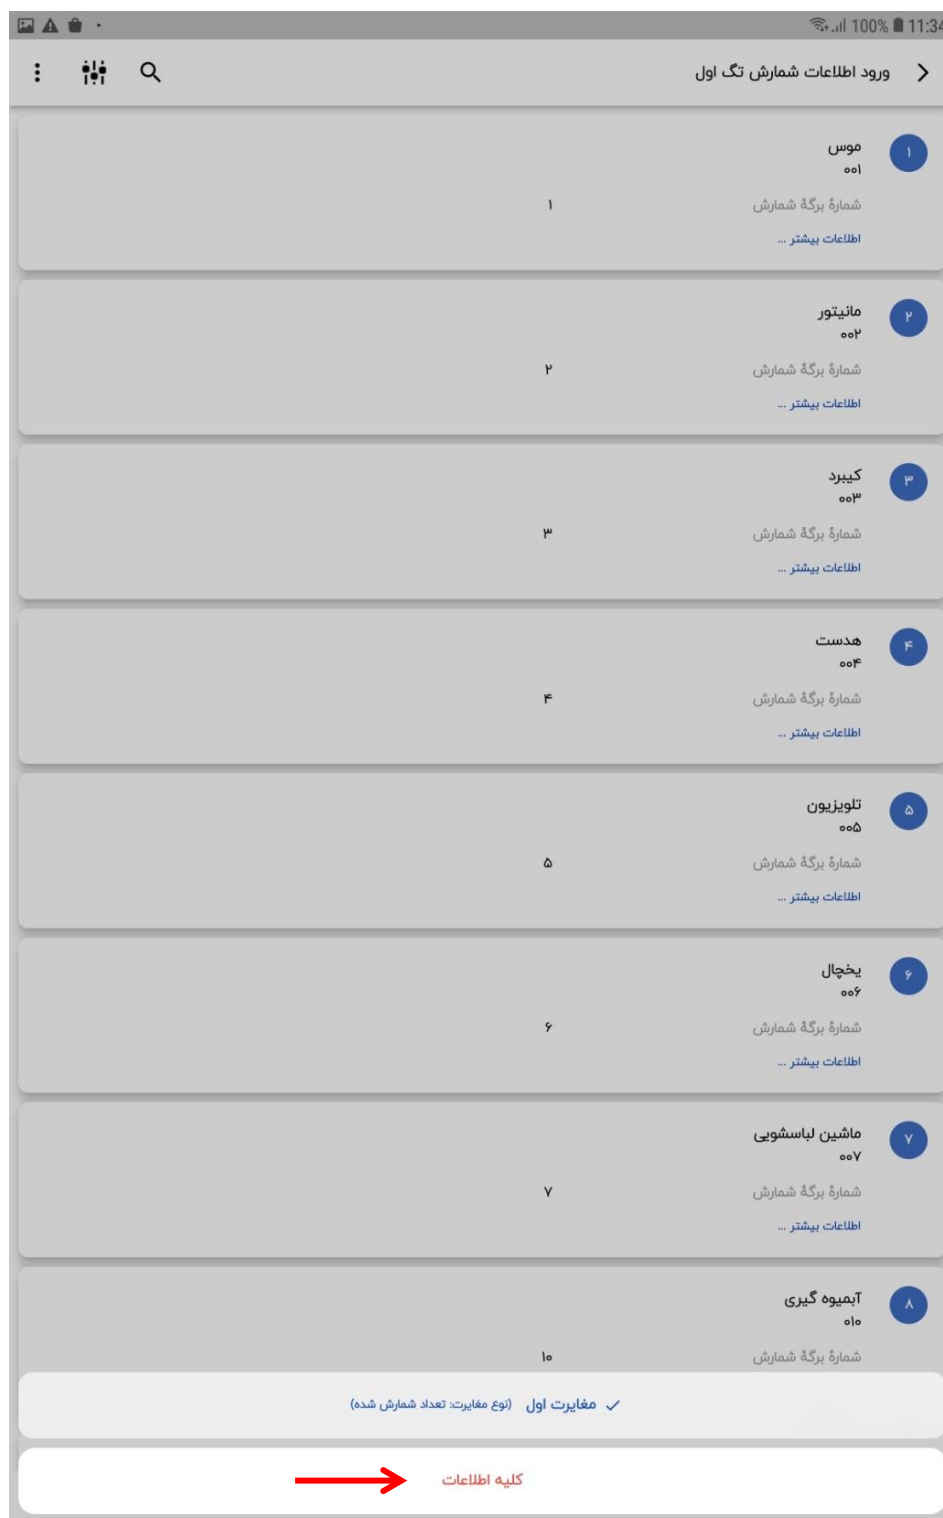 100% 11:34
ورود اطلاعات شمارش تگ اول
۱
موس
۰۰۱
شمارهٔ برگهٔ شمارش ۱
اطلاعات بیشتر ...
۲
مانیتور
۰۰۲
شمارهٔ برگهٔ شمارش ۲
اطلاعات بیشتر ...
۳
کیبرد
۰۰۳
شمارهٔ برگهٔ شمارش ۳
اطلاعات بیشتر ...
۴
هدست
۰۰۴
شمارهٔ برگهٔ شمارش ۴
اطلاعات بیشتر ...
۵
تلویزیون
۰۰۵
شمارهٔ برگهٔ شمارش ۵
اطلاعات بیشتر ...
۶
یخچال
۰۰۶
شمارهٔ برگهٔ شمارش ۶
اطلاعات بیشتر ...
۷
ماشین لباسشویی
۰۰۷
شمارهٔ برگهٔ شمارش ۷
اطلاعات بیشتر ...
۸
آبمیوه گیری
۰۱۰
شمارهٔ برگهٔ شمارش ۱۰
مغایرت اول (نوع مغایرت: تعداد شمارش شده)
کلیه اطلاعات